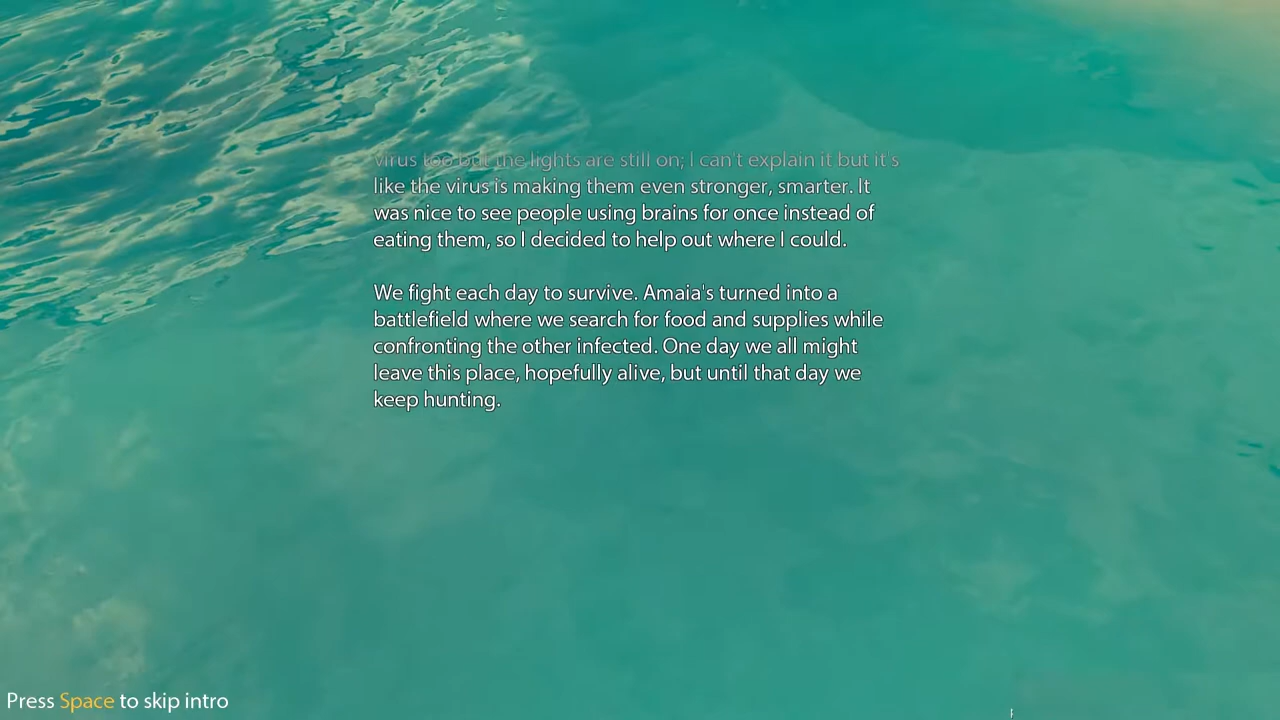 virus too but the lights are still on; I can't explain it but it's
like the virus is making them even stronger, smarter. It
was nice to see people using brains for once instead of
eating them, so I decided to help out where I could.
We fight each day to survive. Amaia's turned into a
battlefield where we search for food and supplies while
confronting the other infected. One day we all might
leave this place, hopefully alive, but until that day we
keep hunting.
Press Space to skip intro